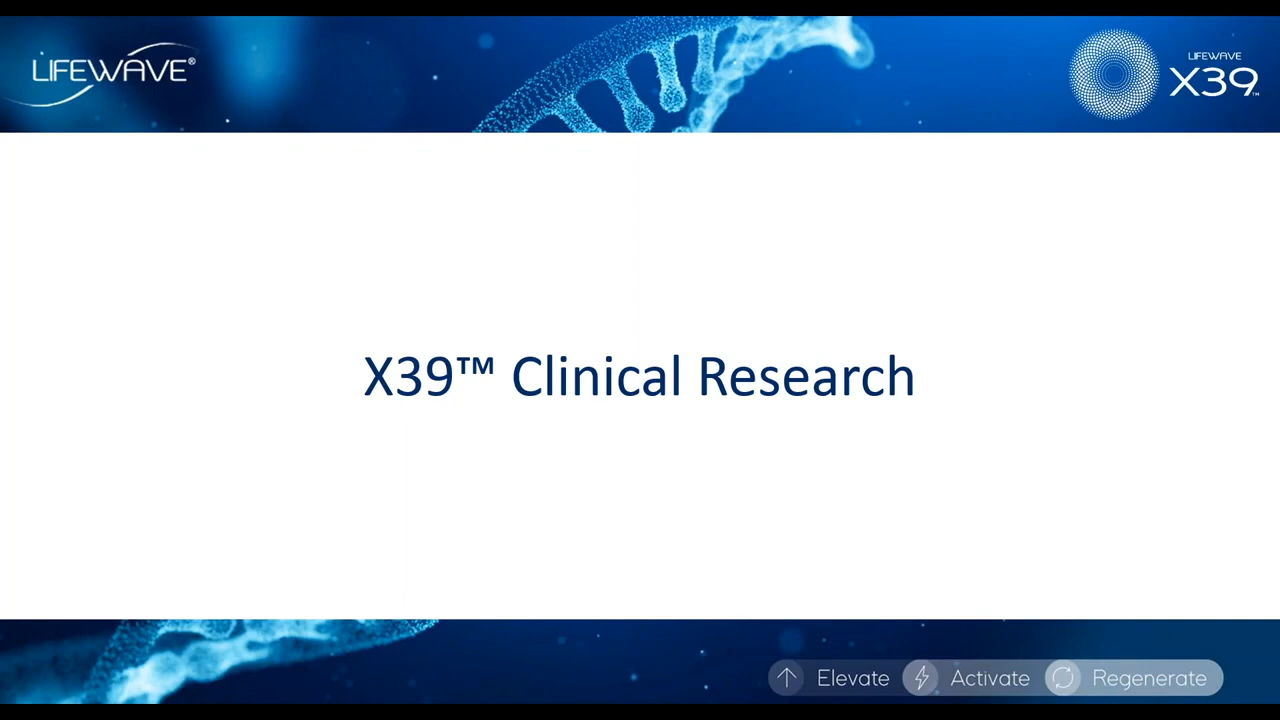 LIFEWAVE®
LIFEWAVE
X39™
X39™ Clinical Research
Elevate
Activate
Regenerate